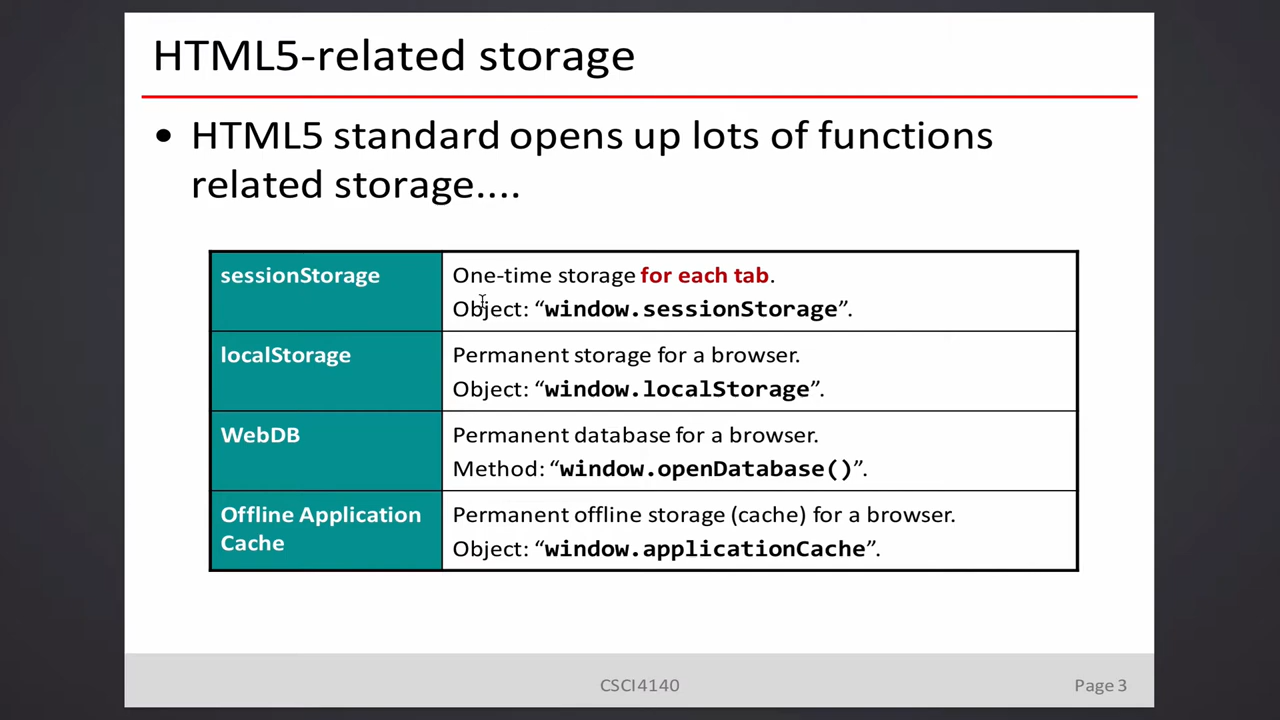 HTML5-related storage
• HTML5 standard opens up lots of functions
related storage....
sessionStorage
One-time storage for each tab.
Object: “window.sessionStorage”.
localStorage
Permanent storage for a browser.
Object: “window.localStorage”.
WebDB
Permanent database for a browser.
Method: “window.openDatabase()”.
Offline Application
Cache
Permanent offline storage (cache) for a browser.
Object: “window.applicationCache”.
CSCI4140
Page 3